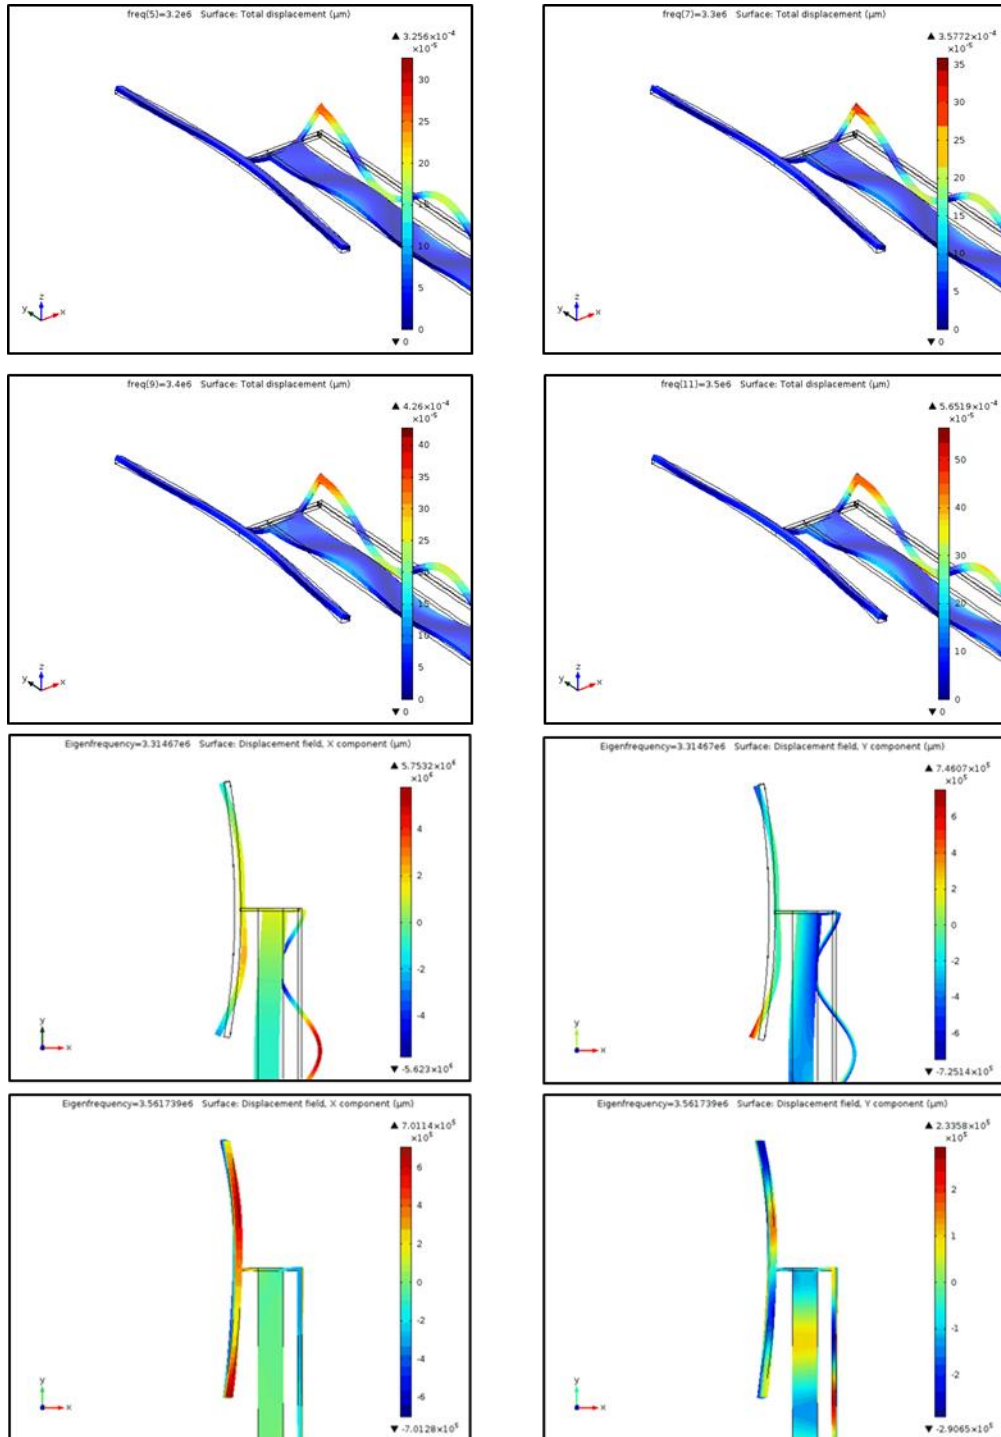 freq(5)=3.2e6 Surface: Total displacement (µm)
▲ 3.256×10⁻⁴
×10⁻⁵
30
25
20
15
10
5
0
▼ 0
z
y
x
freq(7)=3.3e6 Surface: Total displacement (µm)
▲ 3.5772×10⁻⁴
×10⁻⁵
35
30
25
20
15
10
5
0
▼ 0
z
y
x
freq(9)=3.4e6 Surface: Total displacement (µm)
▲ 4.26×10⁻⁴
×10⁻⁵
40
35
30
25
20
15
10
5
0
▼ 0
z
y
x
freq(11)=3.5e6 Surface: Total displacement (µm)
▲ 5.6519×10⁻⁴
×10⁻⁵
50
40
30
20
10
0
▼ 0
z
y
x
Eigenfrequency=3.31467e6 Surface: Displacement field, X component (µm)
▲ 5.7532×10⁶
×10⁶
4
2
0
-2
-4
▼ -5.623×10⁶
y
x
Eigenfrequency=3.31467e6 Surface: Displacement field, Y component (µm)
▲ 7.4607×10⁵
×10⁵
6
4
2
0
-2
-4
-6
▼ -7.2514×10⁵
y
x
Eigenfrequency=3.561739e6 Surface: Displacement field, X component (µm)
▲ 7.0114×10⁵
×10⁵
6
4
2
0
-2
-4
-6
▼ -7.0128×10⁵
y
x
Eigenfrequency=3.561739e6 Surface: Displacement field, Y component (µm)
▲ 2.3358×10⁵
×10⁵
2
1
0
-1
-2
▼ -2.9065×10⁵
y
x